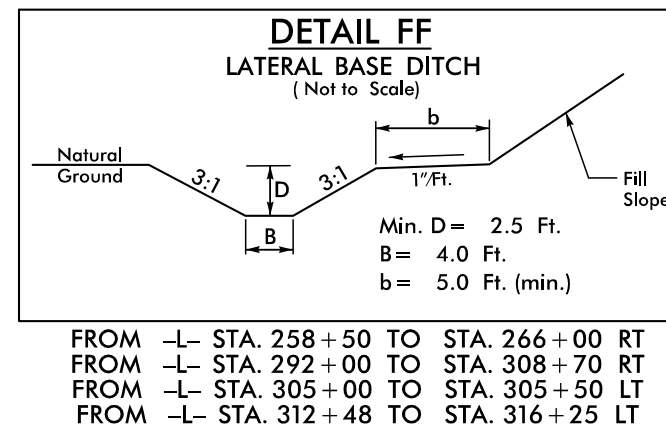 DETAIL FF
LATERAL BASE DITCH
( Not to Scale)
b
Natural
Ground
3:1
D
3:1
1"/Ft.
Fill
Slope
B
Min. D= 2.5 Ft.
B= 4.0 Ft.
b= 5.0 Ft. (min.)
FROM -L- STA. 258+50 TO STA. 266+00 RT
FROM -L- STA. 292+00 TO STA. 308+70 RT
FROM -L- STA. 305+00 TO STA. 305+50 LT
FROM -L- STA. 312+48 TO STA. 316+25 LT